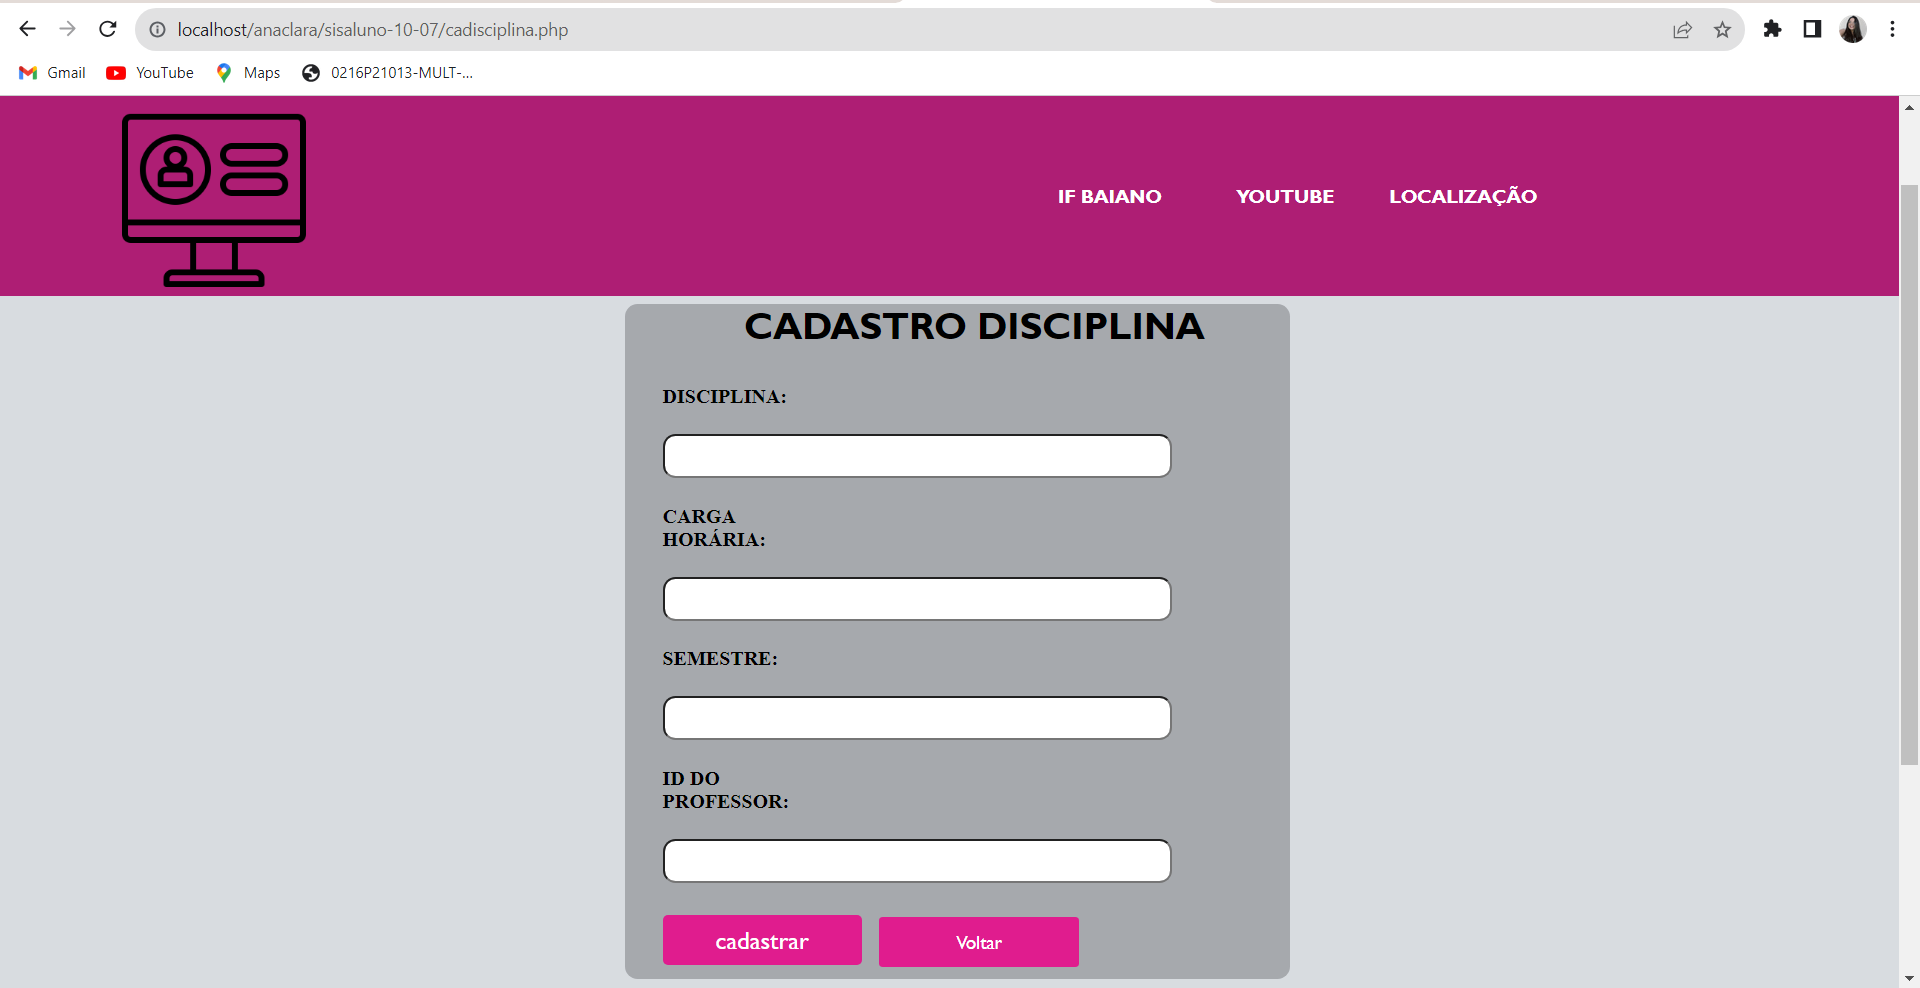 localhost/anaclara/sisaluno-10-07/cadisciplina.php
Gmail YouTube Maps 0216P21013-MULT-...
IF BAIANO YOUTUBE LOCALIZAÇÃO
CADASTRO DISCIPLINA
DISCIPLINA:
CARGA
HORÁRIA:
SEMESTRE:
ID DO
PROFESSOR:
cadastrar Voltar